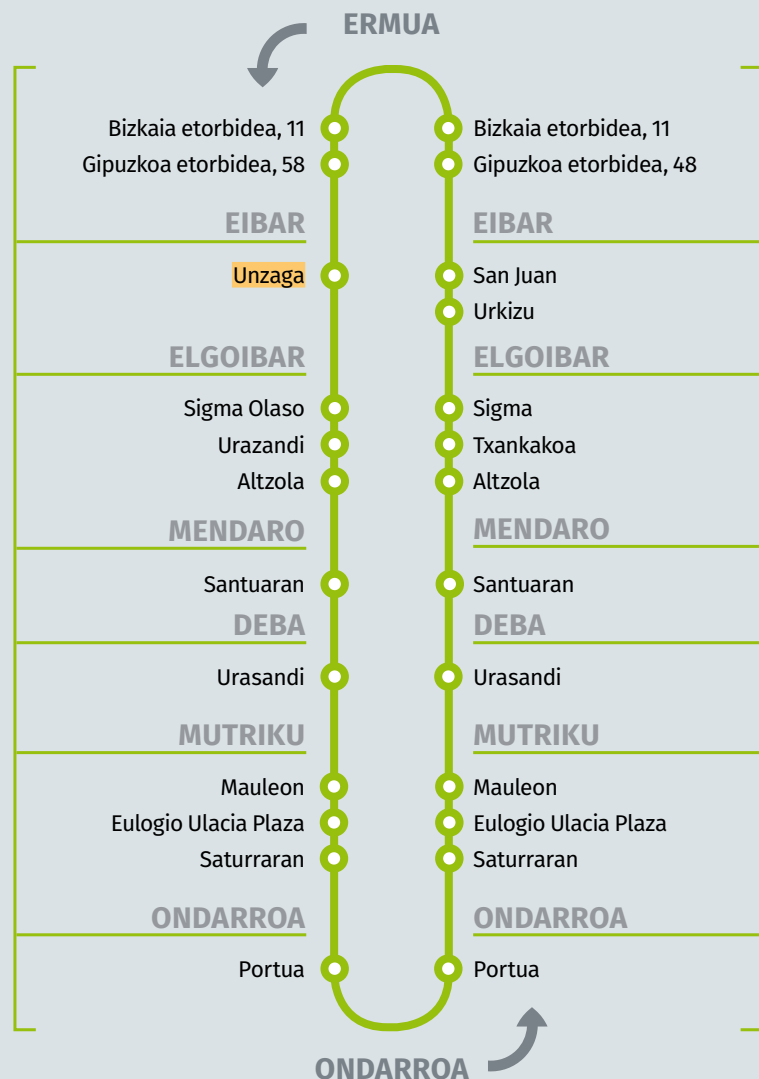 ERMUA
Bizkaia etorbidea, 11
Gipuzkoa etorbidea, 58
EIBAR
Unzaga
ELGOIBAR
Sigma Olaso
Urazandi
Altzola
MENDARO
Santuaran
DEBA
Urasandi
MUTRIKU
Mauleon
Eulogio Ulacia Plaza
Saturraran
ONDARROA
Portua
Bizkaia etorbidea, 11
Gipuzkoa etorbidea, 48
EIBAR
San Juan
Urkizu
ELGOIBAR
Sigma
Txankakoa
Altzola
MENDARO
Santuaran
DEBA
Urasandi
MUTRIKU
Mauleon
Eulogio Ulacia Plaza
Saturraran
ONDARROA
Portua
ONDARROA